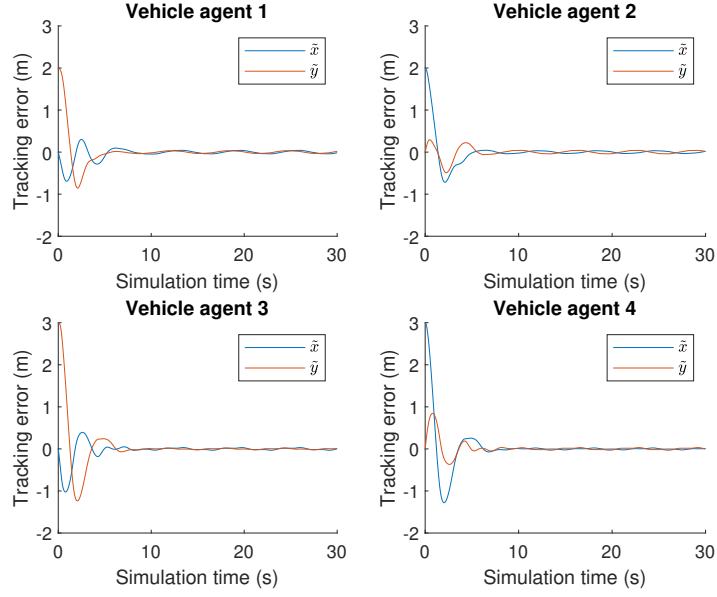 Vehicle agent 1
3
2
1
0
-1
-2
Tracking error (m)
x̃
ỹ
0
10
20
30
Simulation time (s)
Vehicle agent 2
3
2
1
0
-1
-2
Tracking error (m)
x̃
ỹ
0
10
20
30
Simulation time (s)
Vehicle agent 3
3
2
1
0
-1
-2
Tracking error (m)
x̃
ỹ
0
10
20
30
Simulation time (s)
Vehicle agent 4
3
2
1
0
-1
-2
Tracking error (m)
x̃
ỹ
0
10
20
30
Simulation time (s)